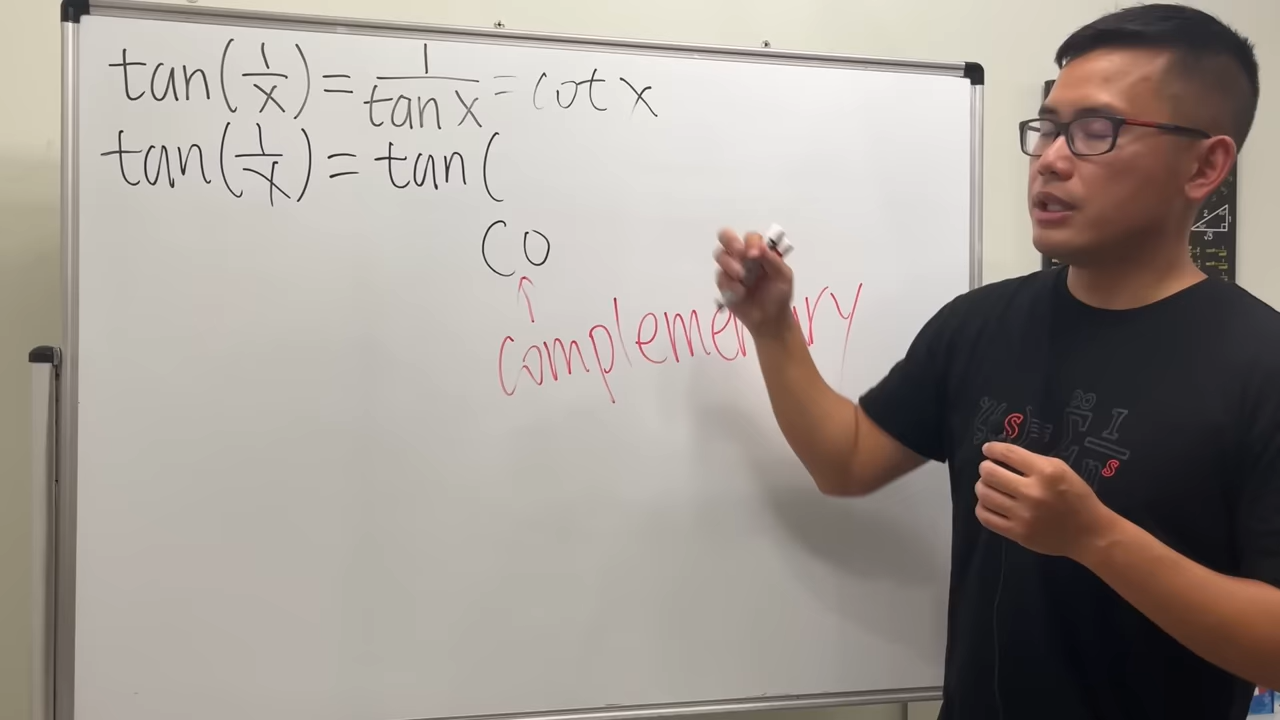 tan(1/x) = 1/tan x = cot x
tan(1/x) = tan(
co
↑
complementary